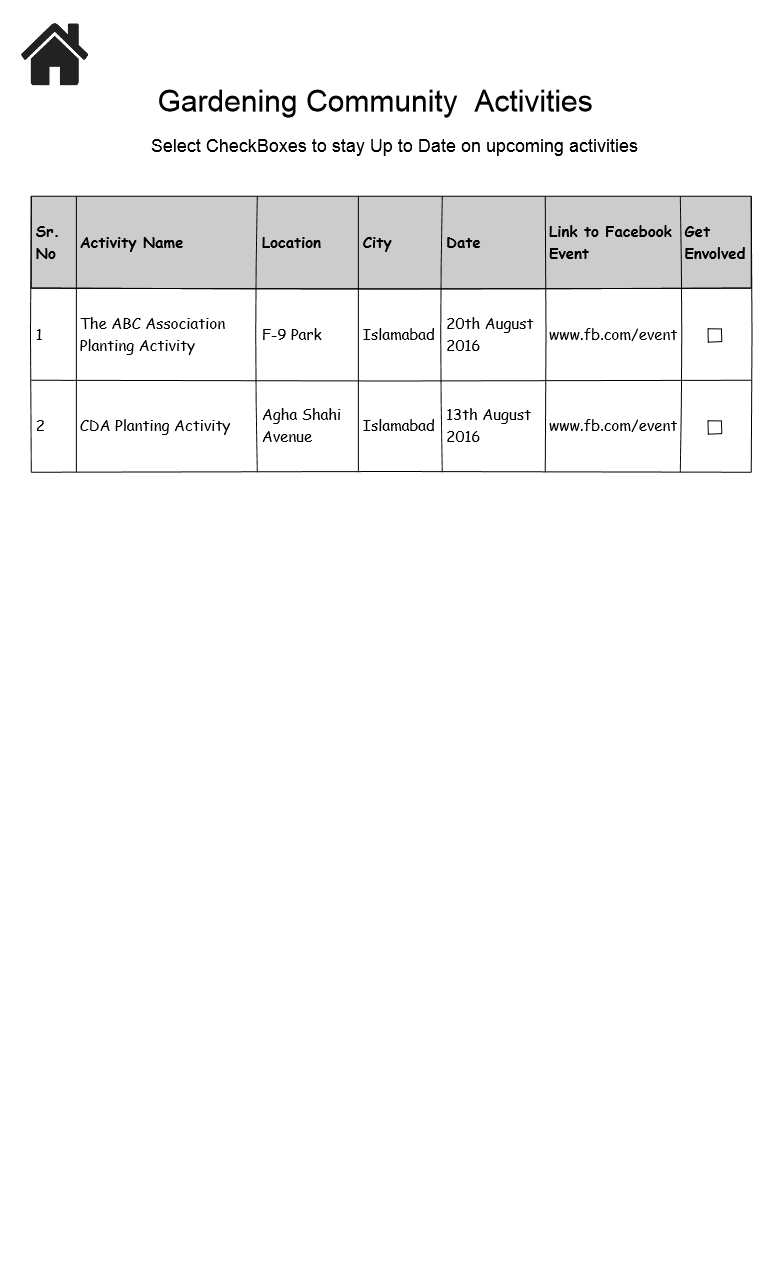 Gardening Community  Activities
Select CheckBoxes to stay Up to Date on upcoming activities
Sr. No
Activity Name
Location
City
Date
Link to Facebook Event
Get Envolved
1
The ABC Association
Planting Activity
F-9 Park
Islamabad
20th August
2016
www.fb.com/event
2
CDA Planting Activity
Agha Shahi
Avenue
Islamabad
13th August
2016
www.fb.com/event